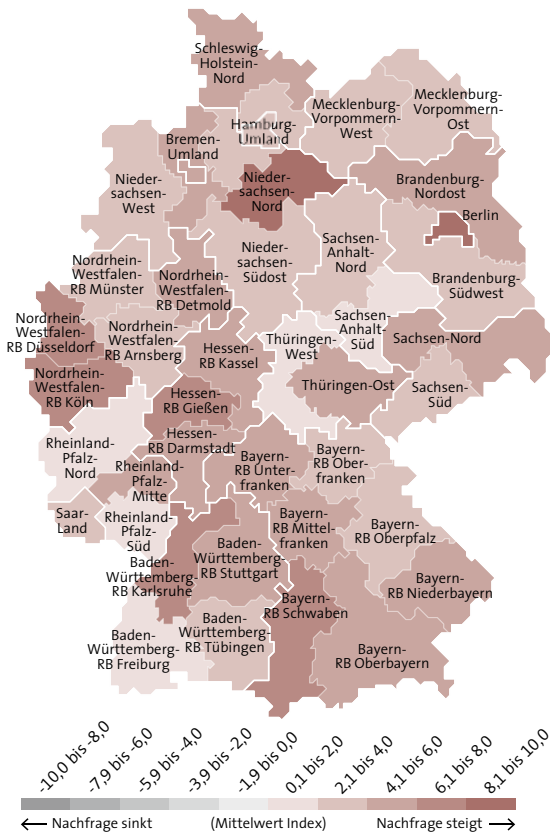 Schleswig-
Holstein-
Nord
Mecklenburg-
Vorpommern-
Ost
Mecklenburg-
Vorpommern-
West
Hamburg-
Umland
Bremen-
Umland
Nieder-
sachsen-
West
Nieder-
sachsen-
Nord
Brandenburg-
Nordost
Berlin
Sachsen-
Anhalt-
Nord
Nieder-
sachsen-
Südost
Nordrhein-
Westfalen-
RB Münster
Nordrhein-
Westfalen-
RB Detmold
Brandenburg-
Südwest
Nordrhein-
Westfalen-
RB Düsseldorf
Nordrhein-
Westfalen-
RB Arnsberg
Sachsen-
Anhalt-
Süd
Thüringen-
West
Sachsen-Nord
Hessen-
RB Kassel
Nordrhein-
Westfalen-
RB Köln
Thüringen-Ost
Sachsen-
Süd
Hessen-
RB Gießen
Hessen-
RB Darmstadt
Rheinland-
Pfalz-
Nord
Rheinland-
Pfalz-
Mitte
Bayern-
RB Unter-
franken
Bayern-
RB Ober-
franken
Saar-
Land
Rheinland-
Pfalz-
Süd
Bayern-
RB Mittel-
franken
Bayern-
RB Oberpfalz
Baden-
Württemberg-
RB Stuttgart
Baden-
Württemberg-
RB Karlsruhe
Bayern-
RB Niederbayern
Bayern-
RB Schwaben
Baden-
Württemberg-
RB Tübingen
Baden-
Württemberg-
RB Freiburg
Bayern-
RB Oberbayern
-10,0 bis -8,0
-7,9 bis -6,0
-5,9 bis -4,0
-3,9 bis -2,0
-1,9 bis 0,0
0,1 bis 2,0
2,1 bis 4,0
4,1 bis 6,0
6,1 bis 8,0
8,1 bis 10,0
Nachfrage sinkt
(Mittelwert Index)
Nachfrage steigt